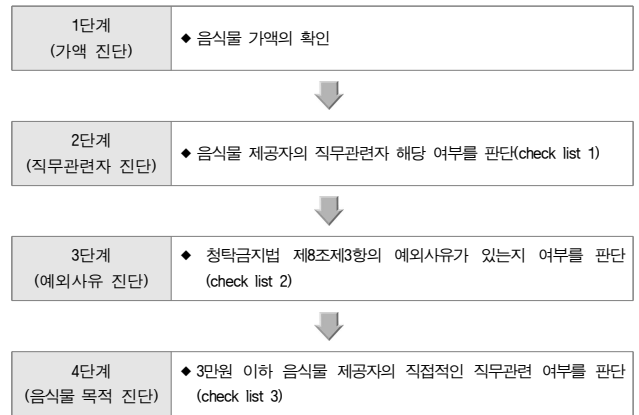 1단계
(가액 진단)
◆ 음식물 가액의 확인
2단계
(직무관련자 진단)
◆ 음식물 제공자의 직무관련자 해당 여부를 판단(check list 1)
3단계
(예외사유 진단)
◆ 청탁금지법 제8조제3항의 예외사유가 있는지 여부를 판단
(check list 2)
4단계
(음식물 목적 진단)
◆ 3만원 이하 음식물 제공자의 직접적인 직무관련 여부를 판단
(check list 3)